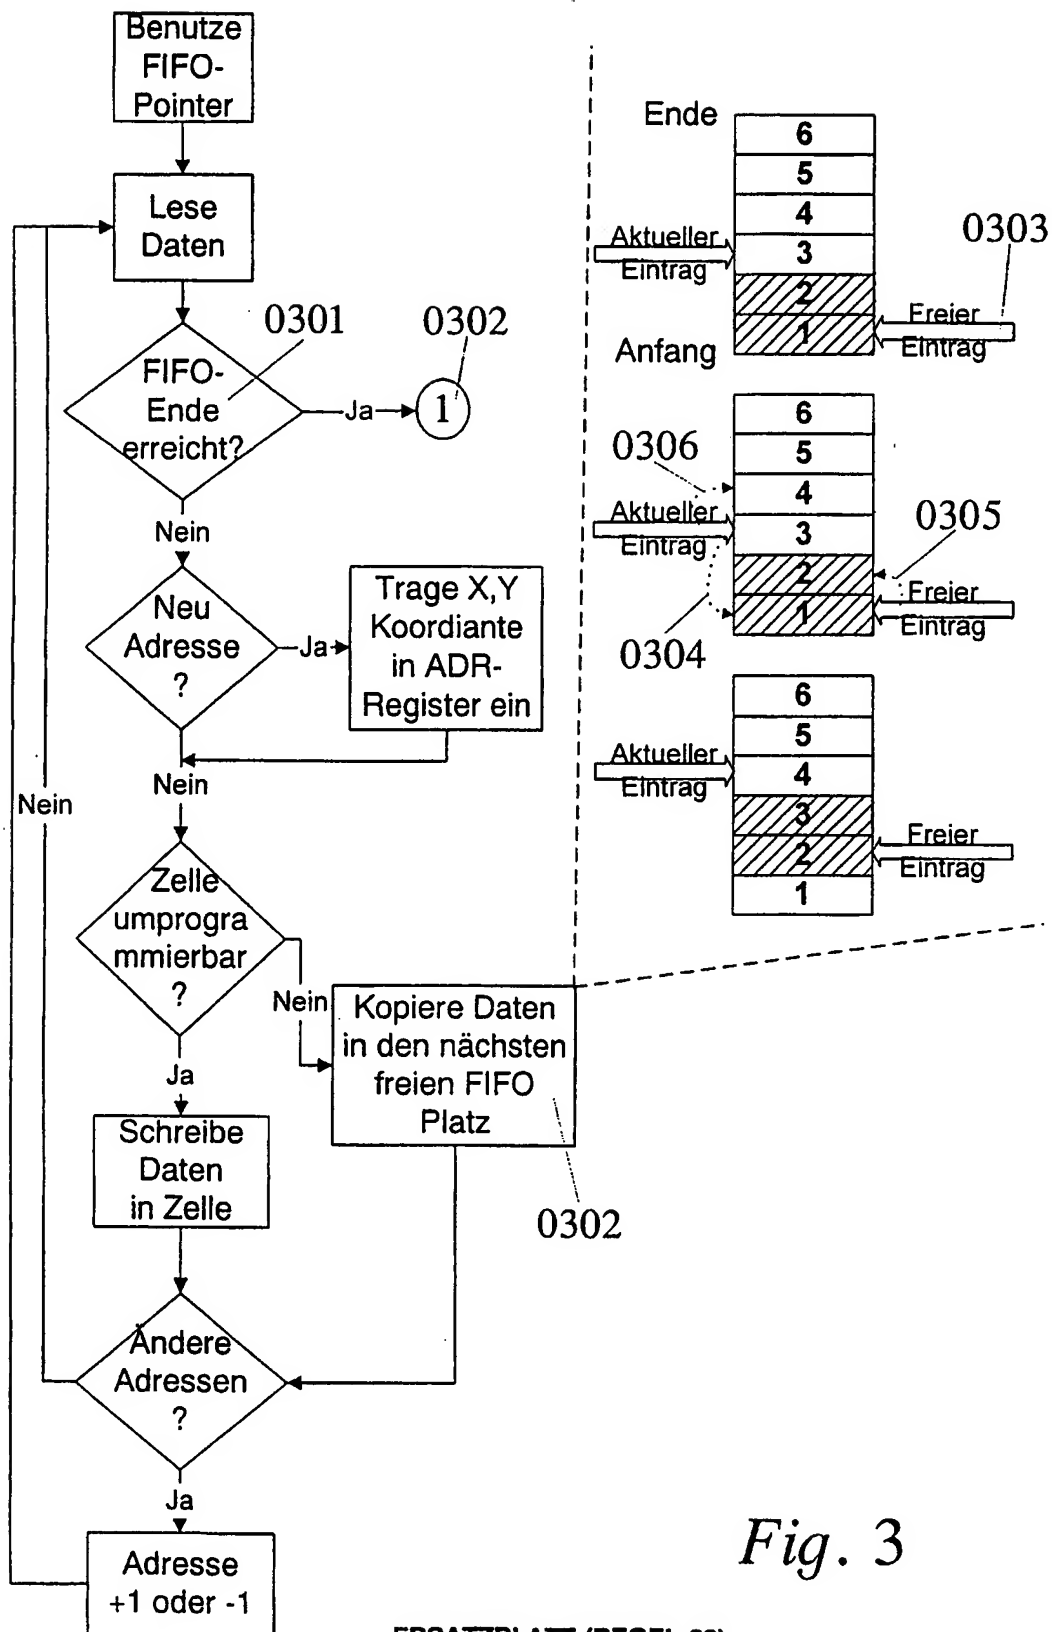 Benutze
FIFO-
Pointer
Lese
Daten
0301
0302
FIFO-
Ende
erreicht?
Ja
1
Nein
Neu
Adresse
?
Ja
Trage X,Y
Koordiante
in ADR-
Register ein
Nein
Nein
Zelle
umprogra
mmierbar
?
Nein
Kopiere Daten
in den nächsten
freien FIFO
Platz
Ja
Schreibe
Daten
in Zelle
0302
Ändere
Adressen
?
Ja
Adresse
+1 oder -1
Ende
6
5
4
3
2
1
Aktueller
Eintrag
0303
Freier
Eintrag
Anfang
6
5
4
3
2
1
0306
Aktueller
Eintrag
0305
Freier
Eintrag
0304
6
5
4
3
2
1
Aktueller
Eintrag
Freier
Eintrag
Fig. 3